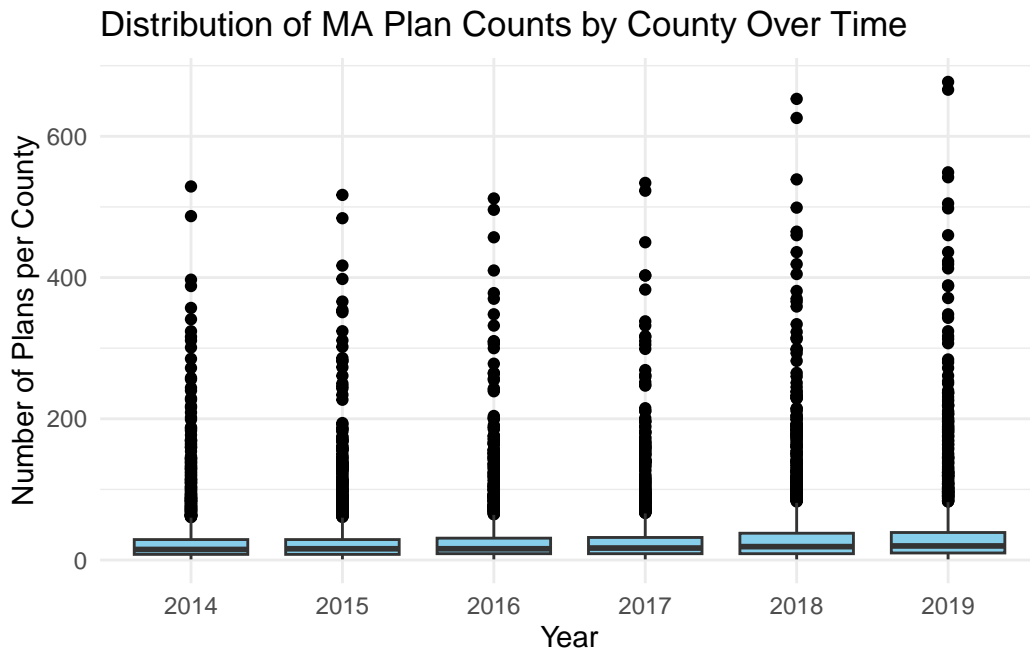 Distribution of MA Plan Counts by County Over Time
Number of Plans per County
600
400
200
0
2014 2015 2016 2017 2018 2019
Year